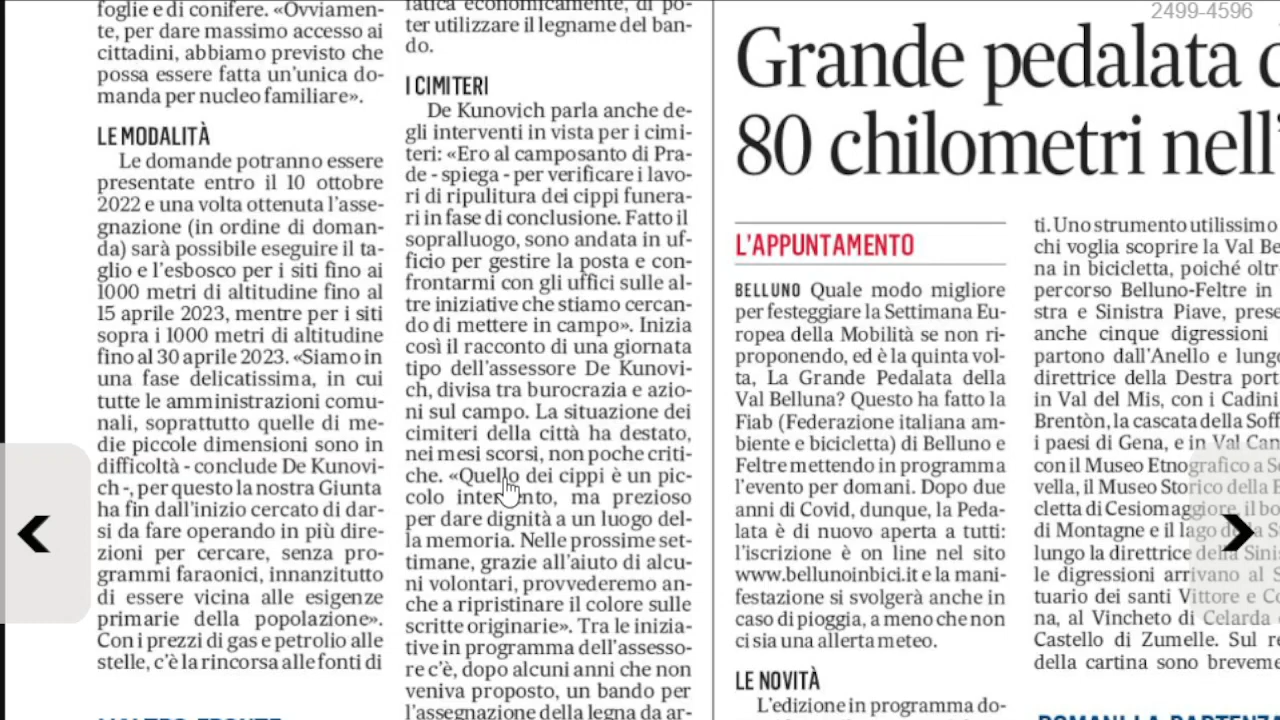 2499-4596
foglie e di conifere. «Ovviamen-
te, per dare massimo accesso ai
cittadini, abbiamo previsto che
possa essere fatta un'unica do-
manda per nucleo familiare».
LE MODALITÀ
Le domande potranno essere
presentate entro il 10 ottobre
2022 e una volta ottenuta l'asse-
gnazione (in ordine di doman-
da) sarà possibile eseguire il ta-
glio e l'esbosco per i siti fino ai
1000 metri di altitudine fino al
15 aprile 2023, mentre per i siti
sopra i 1000 metri di altitudine
fino al 30 aprile 2023. «Siamo in
una fase delicatissima, in cui
tutte le amministrazioni comu-
nali, soprattutto quelle di me-
die piccole dimensioni sono in
difficoltà - conclude De Kunovi-
ch -, per questo la nostra Giunta
ha fin dall'inizio cercato di dar-
si da fare operando in più dire-
zioni per cercare, senza pro-
grammi faraonici, innanzitutto
di essere vicina alle esigenze
primarie della popolazione».
Con i prezzi di gas e petrolio alle
stelle, c'è la rincorsa alle fonti di
fatica economicamente, di po-
ter utilizzare il legname del ban-
do.
I CIMITERI
De Kunovich parla anche de-
gli interventi in vista per i cimi-
teri: «Ero al camposanto di Pra-
de - spiega - per verificare i lavo-
ri di ripulitura dei cippi funera-
ri in fase di conclusione. Fatto il
sopralluogo, sono andata in uf-
ficio per gestire la posta e con-
frontarmi con gli uffici sulle al-
tre iniziative che stiamo cercan-
do di mettere in campo». Inizia
così il racconto di una giornata
tipo dell'assessore De Kunovi-
ch, divisa tra burocrazia e azio-
ni sul campo. La situazione dei
cimiteri della città ha destato,
nei mesi scorsi, non poche criti-
che. «Quello dei cippi è un pic-
colo intervento, ma prezioso
per dare dignità a un luogo del-
la memoria. Nelle prossime set-
timane, grazie all'aiuto di alcu-
ni volontari, provvederemo an-
che a ripristinare il colore sulle
scritte originarie». Tra le inizia-
tive in programma dell'assesso-
re c'è, dopo alcuni anni che non
veniva proposto, un bando per
l'assegnazione della legna da ar-
Grande pedalata
80 chilometri nell'
L'APPUNTAMENTO
BELLUNO Quale modo migliore
per festeggiare la Settimana Eu-
ropea della Mobilità se non ri-
proponendo, ed è la quinta vol-
ta, La Grande Pedalata della
Val Belluna? Questo ha fatto la
Fiab (Federazione italiana am-
biente e bicicletta) di Belluno e
Feltre mettendo in programma
l'evento per domani. Dopo due
anni di Covid, dunque, la Peda-
lata è di nuovo aperta a tutti:
l'iscrizione è on line nel sito
www.bellunoinbici.it e la mani-
festazione si svolgerà anche in
caso di pioggia, a meno che non
ci sia una allerta meteo.
LE NOVITÀ
L'edizione in programma do-
ti. Uno strumento utilissimo
chi voglia scoprire la Val Be
na in bicicletta, poiché oltr
percorso Belluno-Feltre in
stra e Sinistra Piave, prese
anche cinque digressioni
partono dall'Anello e lungo
direttrice della Destra port
in Val del Mis, con i Cadini
Brentòn, la cascata della Soff
i paesi di Gena, e in Val Can
con il Museo Etnografico a Se
vella, il Museo Storico della B
cletta di Cesiomaggiore, il bo
di Montagne e il lago della S
lungo la direttrice della Sini
le digressioni arrivano al S
tuario dei santi Vittore e Co
na, al Vincheto di Celarda
Castello di Zumelle. Sul re
della cartina sono breveme